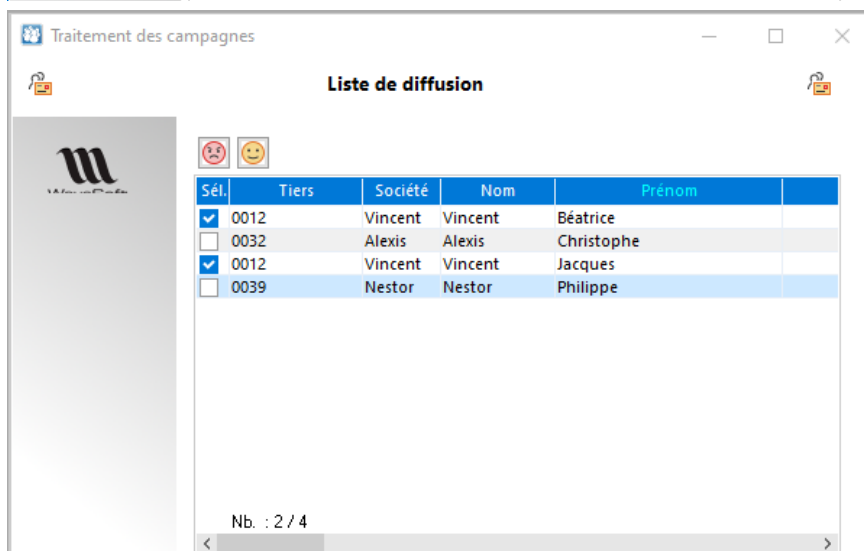 Traitement des campagnes
Liste de diffusion
Sél. Tiers Société Nom Prénom
0012 Vincent Vincent Béatrice
0032 Alexis Alexis Christophe
0012 Vincent Vincent Jacques
0039 Nestor Nestor Philippe
Nb. : 2 / 4